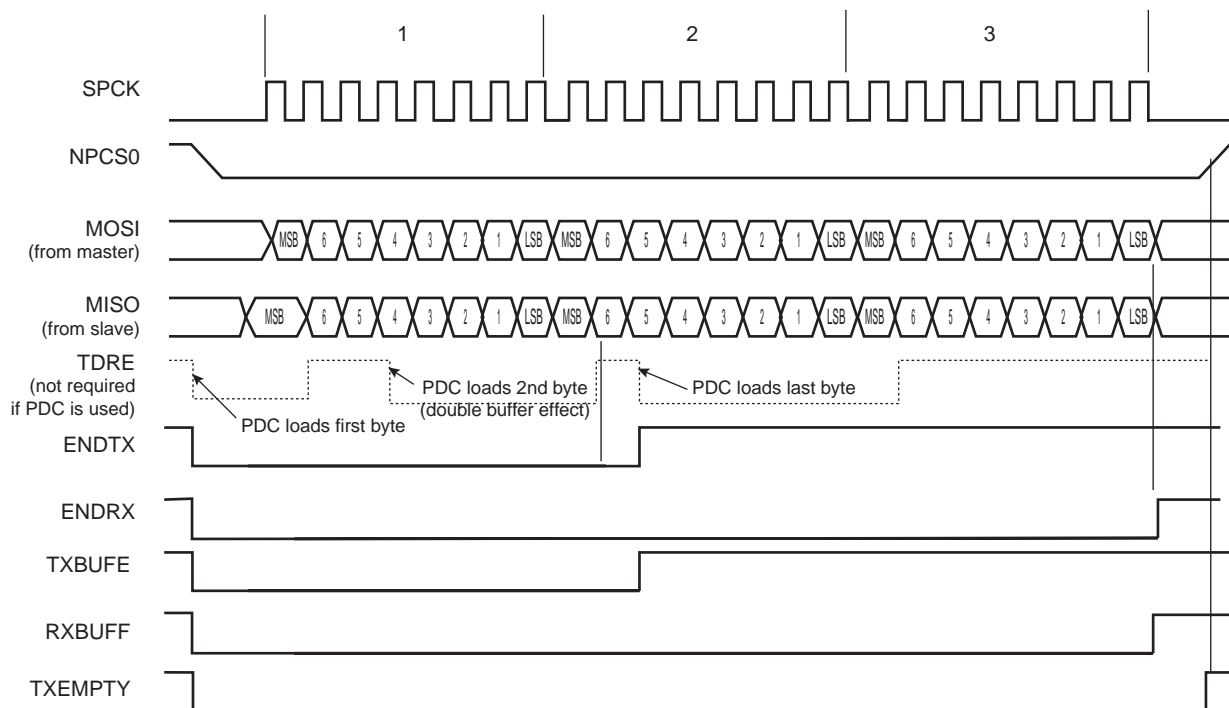 1 2 3
SPCK
NPCS0
MOSI
(from master)
MSB 6 5 4 3 2 1 LSB MSB 6 5 4 3 2 1 LSB MSB 6 5 4 3 2 1 LSB
MISO
(from slave)
MSB 6 5 4 3 2 1 LSB MSB 6 5 4 3 2 1 LSB MSB 6 5 4 3 2 1 LSB
TDRE
(not required
if PDC is used)
PDC loads first byte
PDC loads 2nd byte
(double buffer effect)
PDC loads last byte
ENDTX
ENDRX
TXBUFE
RXBUFF
TXEMPTY